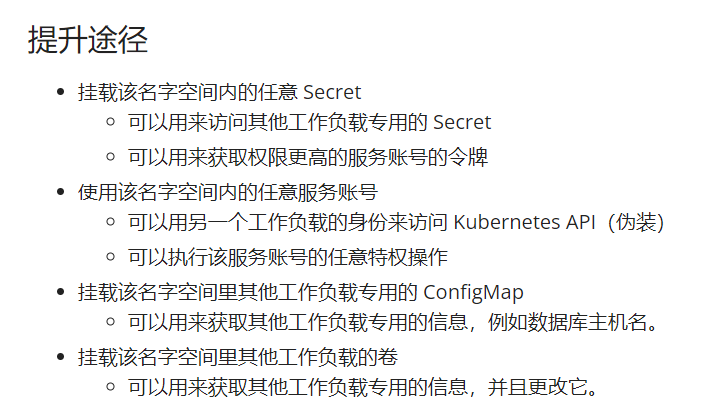 提升途径
挂载该名字空间内的任意 Secret
可以用来访问其他工作负载专用的 Secret
可以用来获取权限更高的服务账号的令牌
使用该名字空间内的任意服务账号
可以用另一个工作负载的身份来访问 Kubernetes API（伪装）
可以执行该服务账号的任意特权操作
挂载该名字空间里其他工作负载专用的 ConfigMap
可以用来获取其他工作负载专用的信息，例如数据库主机名。
挂载该名字空间里其他工作负载的卷
可以用来获取其他工作负载专用的信息，并且更改它。